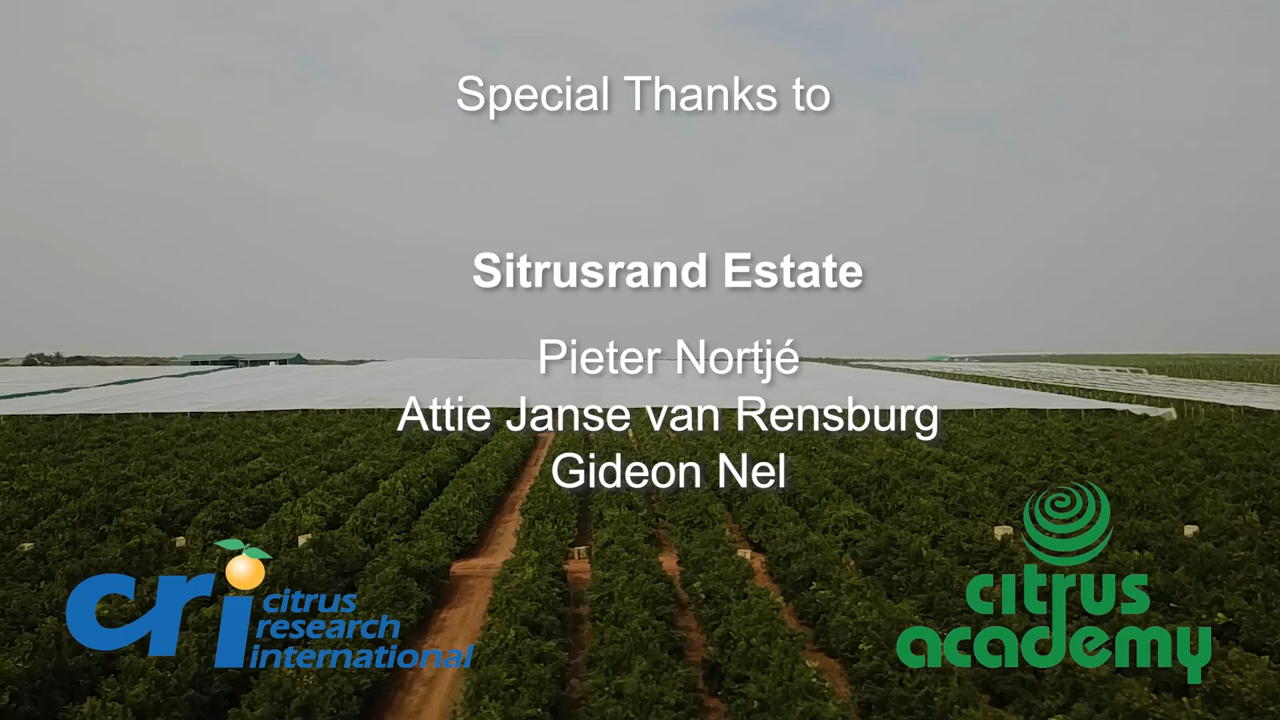 Special Thanks to
Sitrusrand Estate
Pieter Nortjé
Attie Janse van Rensburg
Gideon Nel
cri
citrus
research
international
citrus
academy